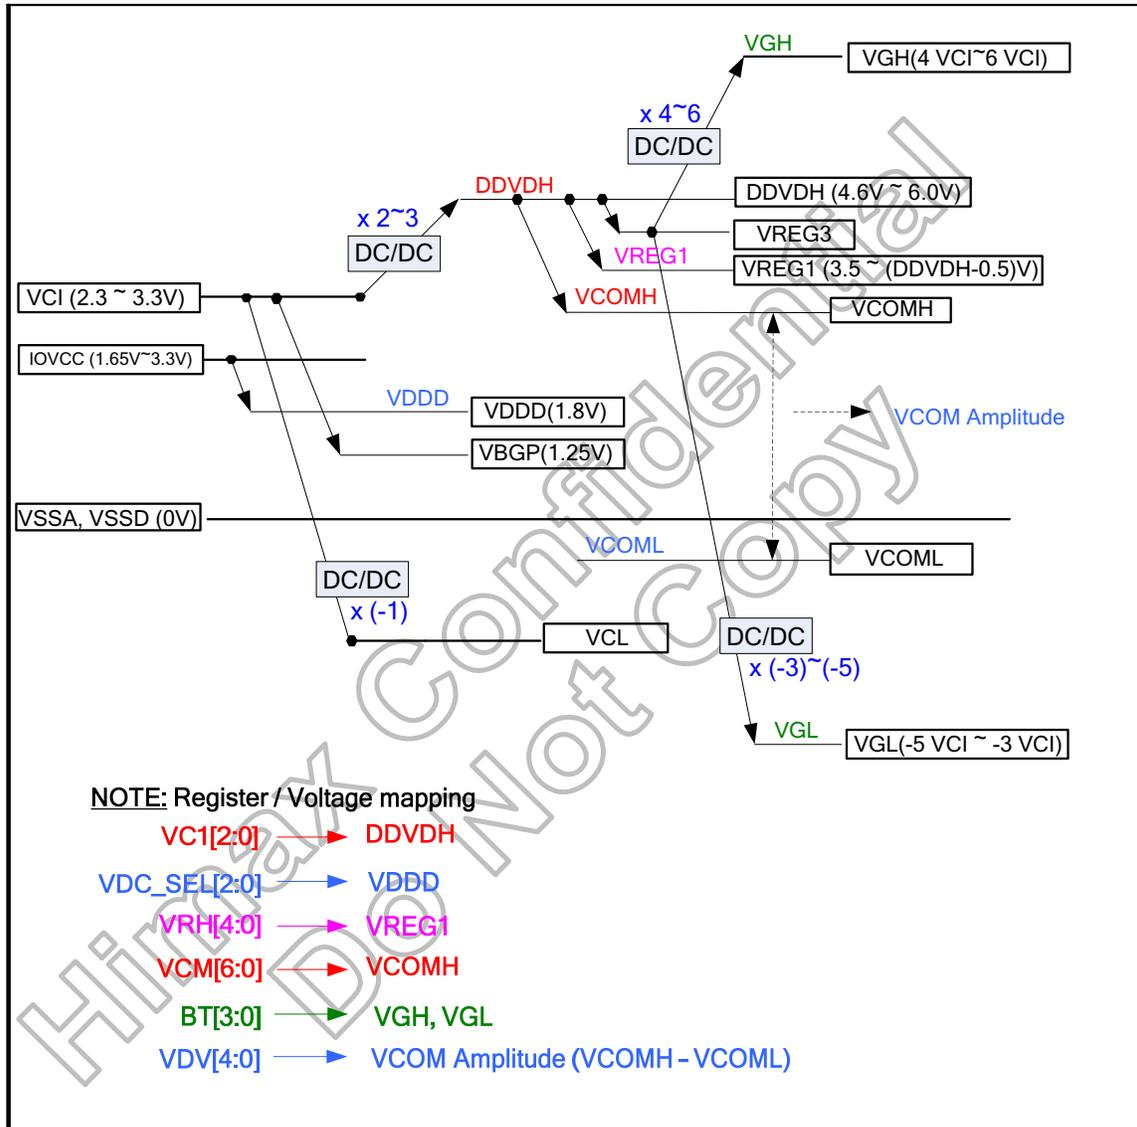 VGH
VGH(4 VCI~6 VCI)
x 4~6
DC/DC
DDVDH
DDVDH (4.6V ~ 6.0V)
x 2~3
DC/DC
VREG3
VREG1
VREG1 (3.5 ~ (DDVDH-0.5)V)
VCI (2.3 ~ 3.3V)
VCOMH
VCOMH
IOVCC (1.65V~3.3V)
VDDD
VDDD(1.8V)
VCOM Amplitude
VBGP(1.25V)
VSSA, VSSD (0V)
VCOML
VCOML
DC/DC
x (-1)
VCL
DC/DC
x (-3)~(-5)
VGL
VGL(-5 VCI ~ -3 VCI)
NOTE: Register / Voltage mapping
VC1[2:0] DDVDH
VDC_SEL[2:0] VDDD
VRH[4:0] VREG1
VCM[6:0] VCOMH
BT[3:0] VGH, VGL
VDV[4:0] VCOM Amplitude (VCOMH - VCOML)
Himax Confidential
Do Not Copy